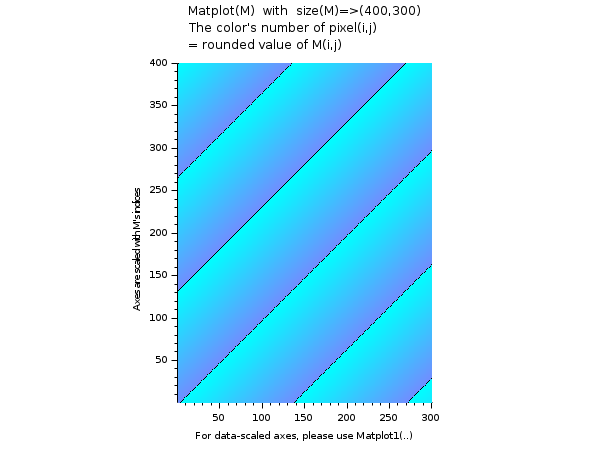 Matplot(M) with size(M)=>(400,300)
The color's number of pixel(i,j)
= rounded value of M(i,j)
400
350
300
250
200
150
100
50
Axes are scaled with M's indices
50 100 150 200 250 300
For data-scaled axes, please use Matplot1(..)